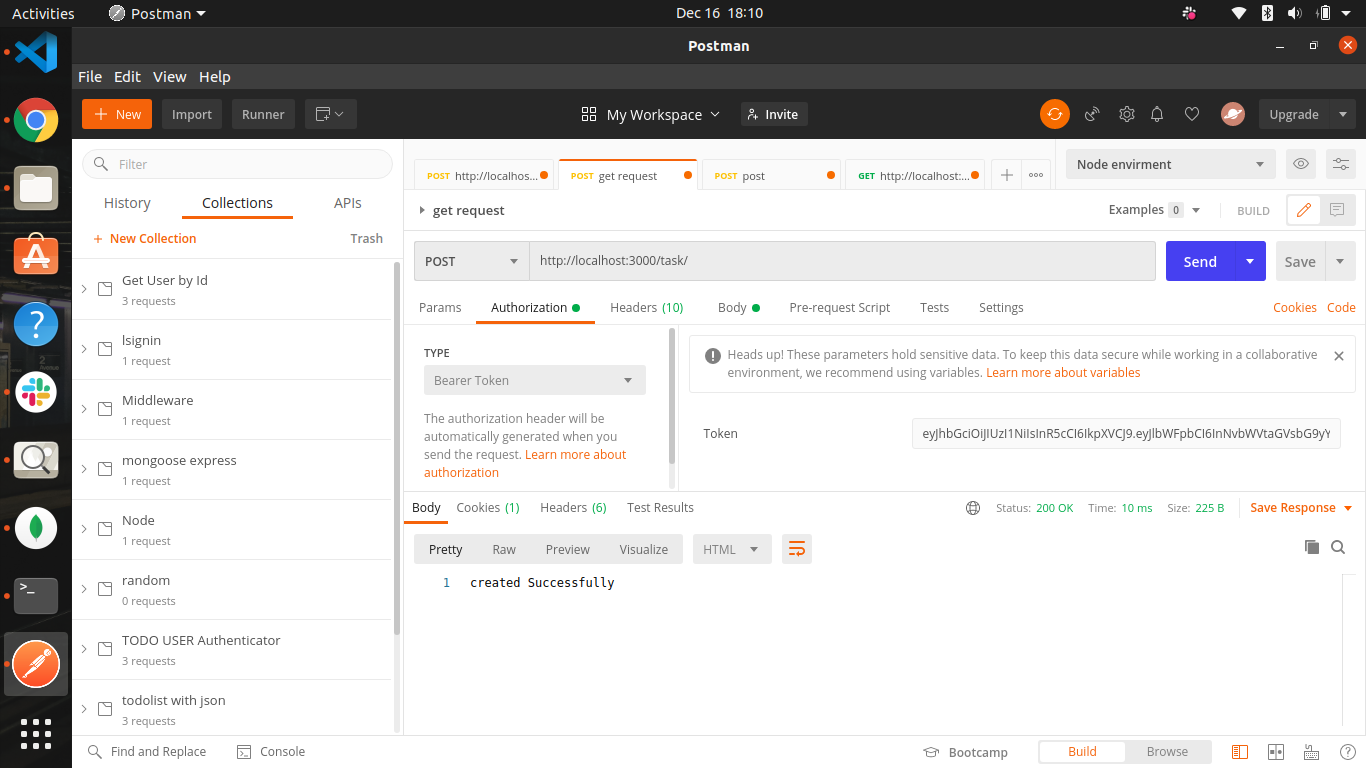 Activities
Postman
Dec 16 18:10
Postman
File Edit View Help
New
Import
Runner
My Workspace
Invite
Upgrade
Filter
History
Collections
APIs
New Collection
Trash
Get User by Id
3 requests
lsignin
1 request
Middleware
1 request
mongoose express
1 request
Node
1 request
random
0 requests
TODO USER Authenticator
3 requests
todolist with json
3 requests
POST http://localhos...
POST get request
POST post
GET http://localhost:...
Node envirment
get request
Examples 0
BUILD
POST
http://localhost:3000/task/
Send
Save
Params
Authorization
Headers (10)
Body
Pre-request Script
Tests
Settings
Cookies
Code
TYPE
Bearer Token
The authorization header will be
automatically generated when you
send the request. Learn more about
authorization
Heads up! These parameters hold sensitive data. To keep this data secure while working in a collaborative
environment, we recommend using variables. Learn more about variables
Token
eyJhbGciOiJIUzI1NiIsInR5cCI6IkpXVCJ9.eyJlbWFpbCI6InNvbWVtaGVsbG9yY
Body
Cookies (1)
Headers (6)
Test Results
Status: 200 OK
Time: 10 ms
Size: 225 B
Save Response
Pretty
Raw
Preview
Visualize
HTML
1 created Successfully
Find and Replace
Console
Bootcamp
Build
Browse